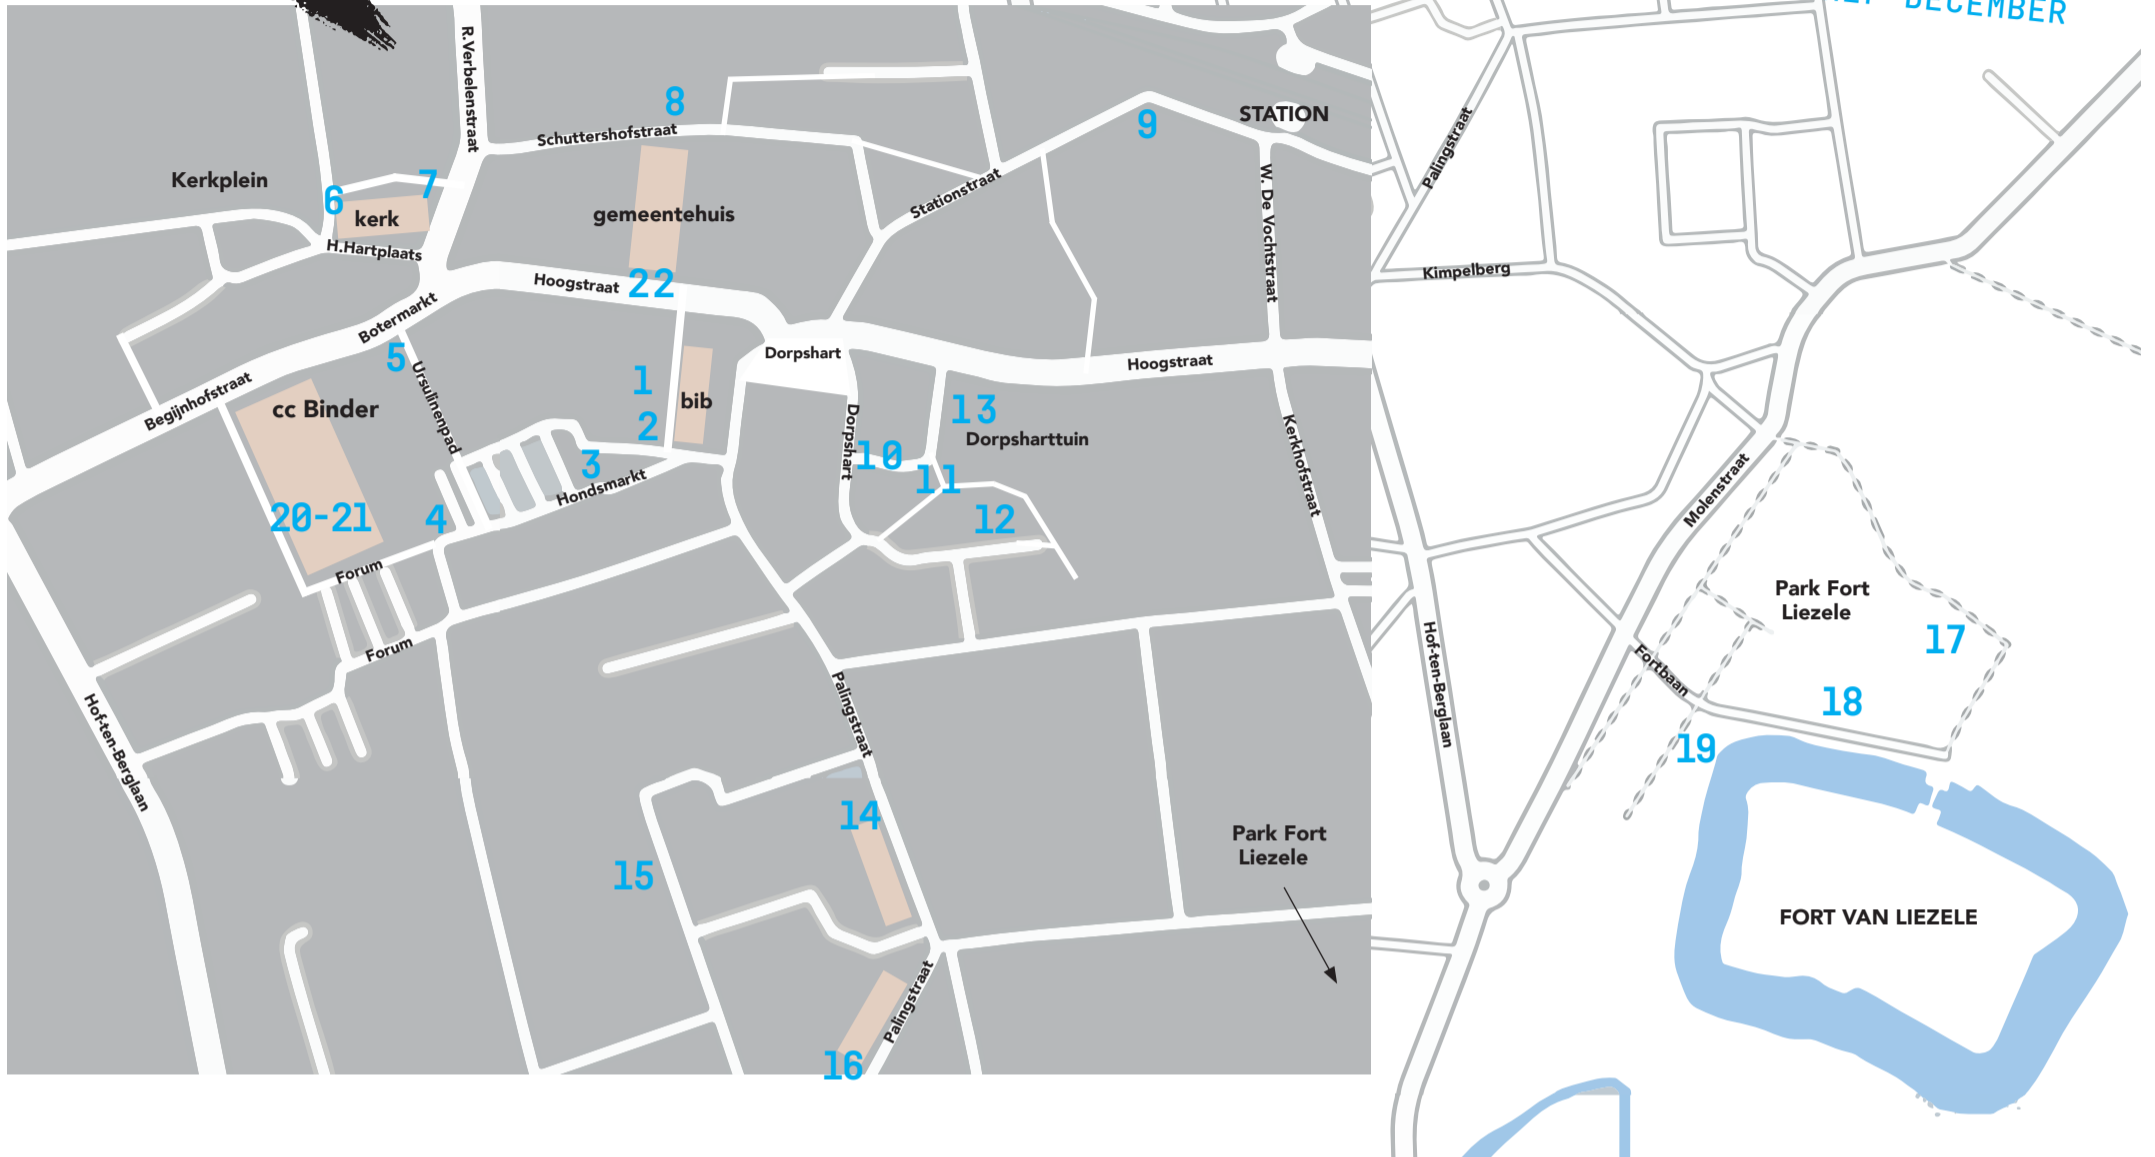 DECEMBER
R.Verbelenstraat
8
Schuttershofstraat
9
STATION
Palingstraat
Kerkplein
6
7
kerk
H.Hartplaats
gemeentehuis
Stationstraat
W. De Vochtstraat
Kimpelberg
Hoogstraat
22
Botermarkt
5
Dorpshart
Hoogstraat
Begijnhofstraat
cc Binder
Ursulinenpad
1
2
bib
Dorpshart
13
Dorpsharttuin
10
11
12
Kerkhofstraat
3
Hondsmarkt
4
20-21
Forum
Forum
Molenstraat
Park Fort
Liezele
17
Fortbaan
18
19
Hof-ten-Berglaan
Hof-ten-Berglaan
Palingstraat
14
15
Park Fort
Liezele
FORT VAN LIEZELE
Palingstraat
16